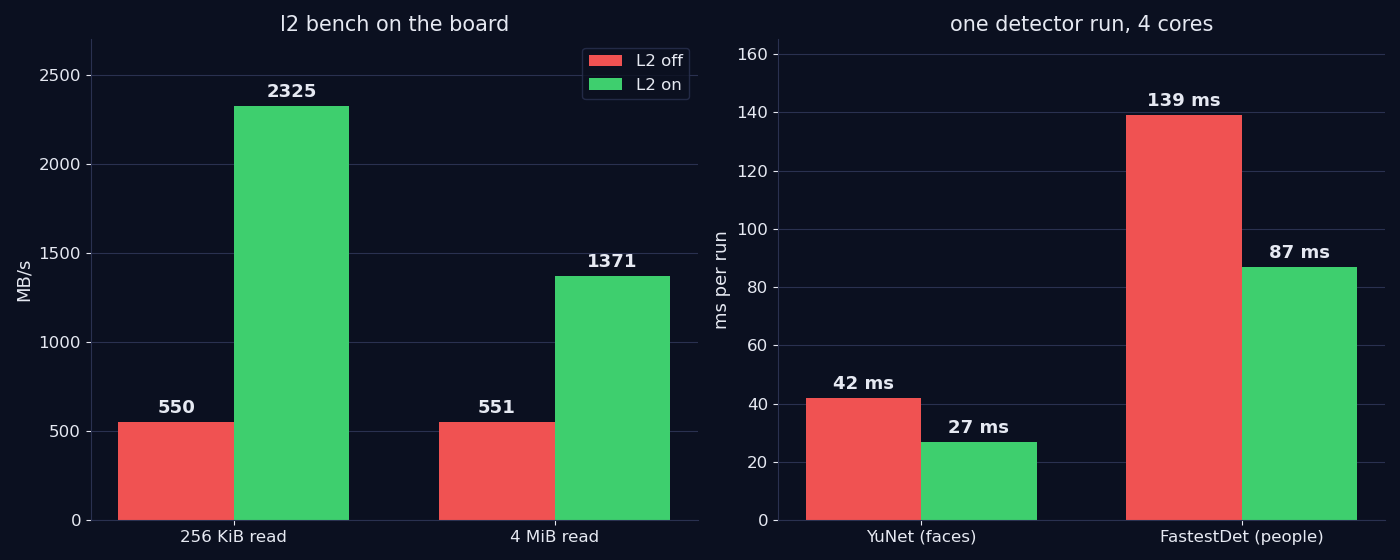 l2 bench on the board
MB/s
2500
2000
1500
1000
500
0
L2 off
L2 on
550
2325
551
1371
256 KiB read
4 MiB read
one detector run, 4 cores
ms per run
160
140
120
100
80
60
40
20
0
42 ms
27 ms
139 ms
87 ms
YuNet (faces)
FastestDet (people)